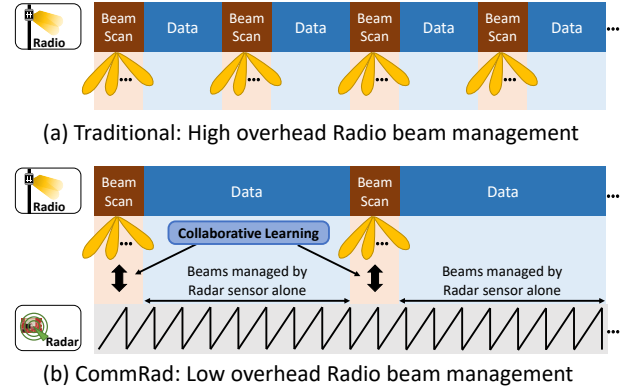 Radio
Beam Scan Data Beam Scan Data Beam Scan Data Beam Scan Data ...
... ... ... ...
(a) Traditional: High overhead Radio beam management
Radio
Beam Scan Data Beam Scan Data ...
... ...
Collaborative Learning
Beams managed by Radar sensor alone
Beams managed by Radar sensor alone
Radar
...
(b) CommRad: Low overhead Radio beam management